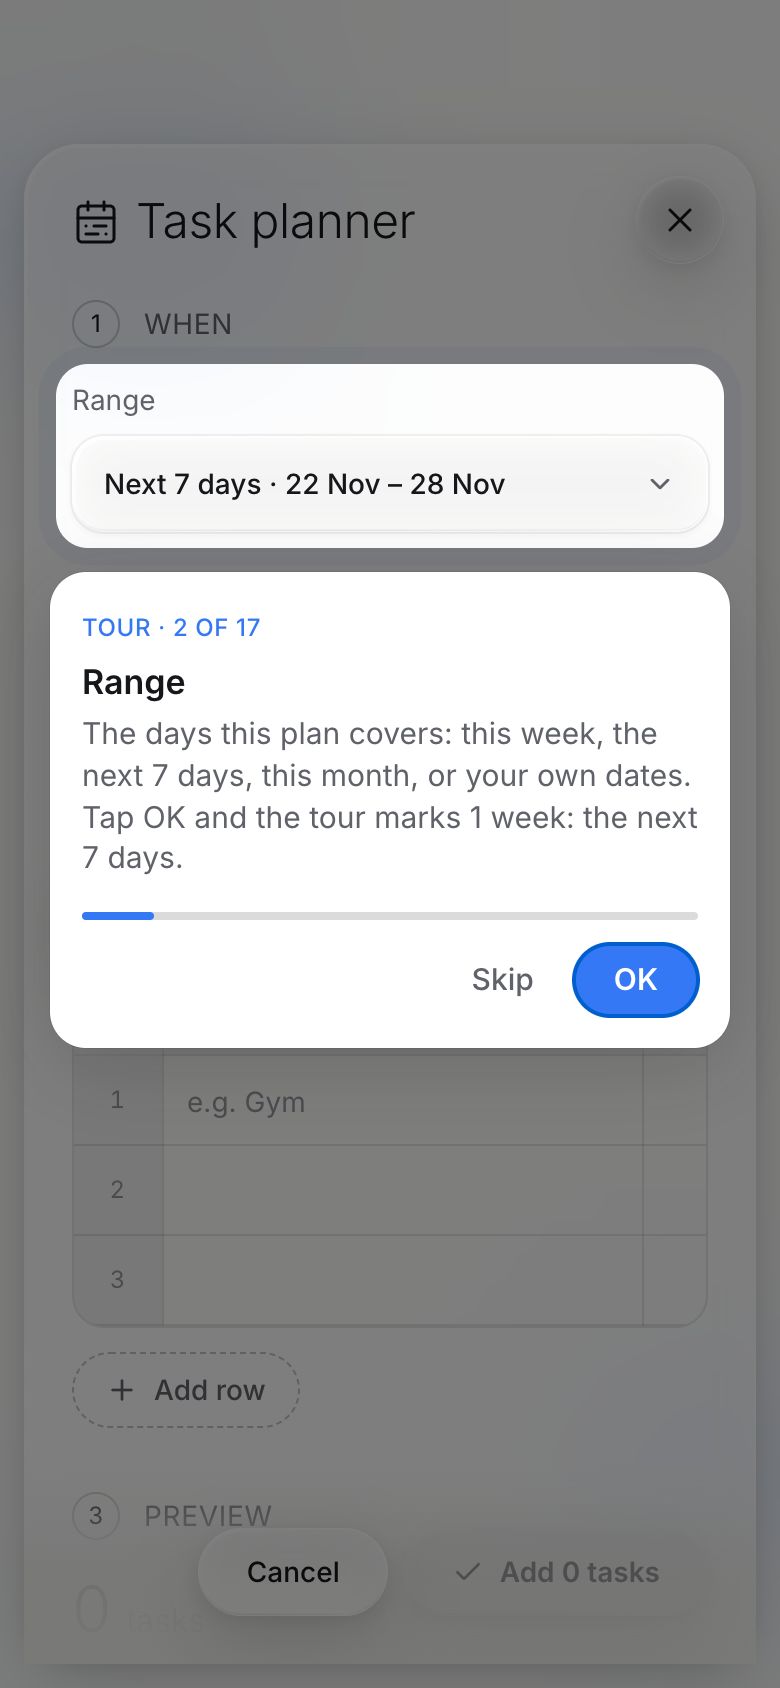 Task planner
1 WHEN
Range
Next 7 days · 22 Nov – 28 Nov
TOUR · 2 OF 17
Range
The days this plan covers: this week, the
next 7 days, this month, or your own dates.
Tap OK and the tour marks 1 week: the next
7 days.
Skip OK
1 e.g. Gym
2
3
+ Add row
3 PREVIEW
Cancel Add 0 tasks
0 tasks